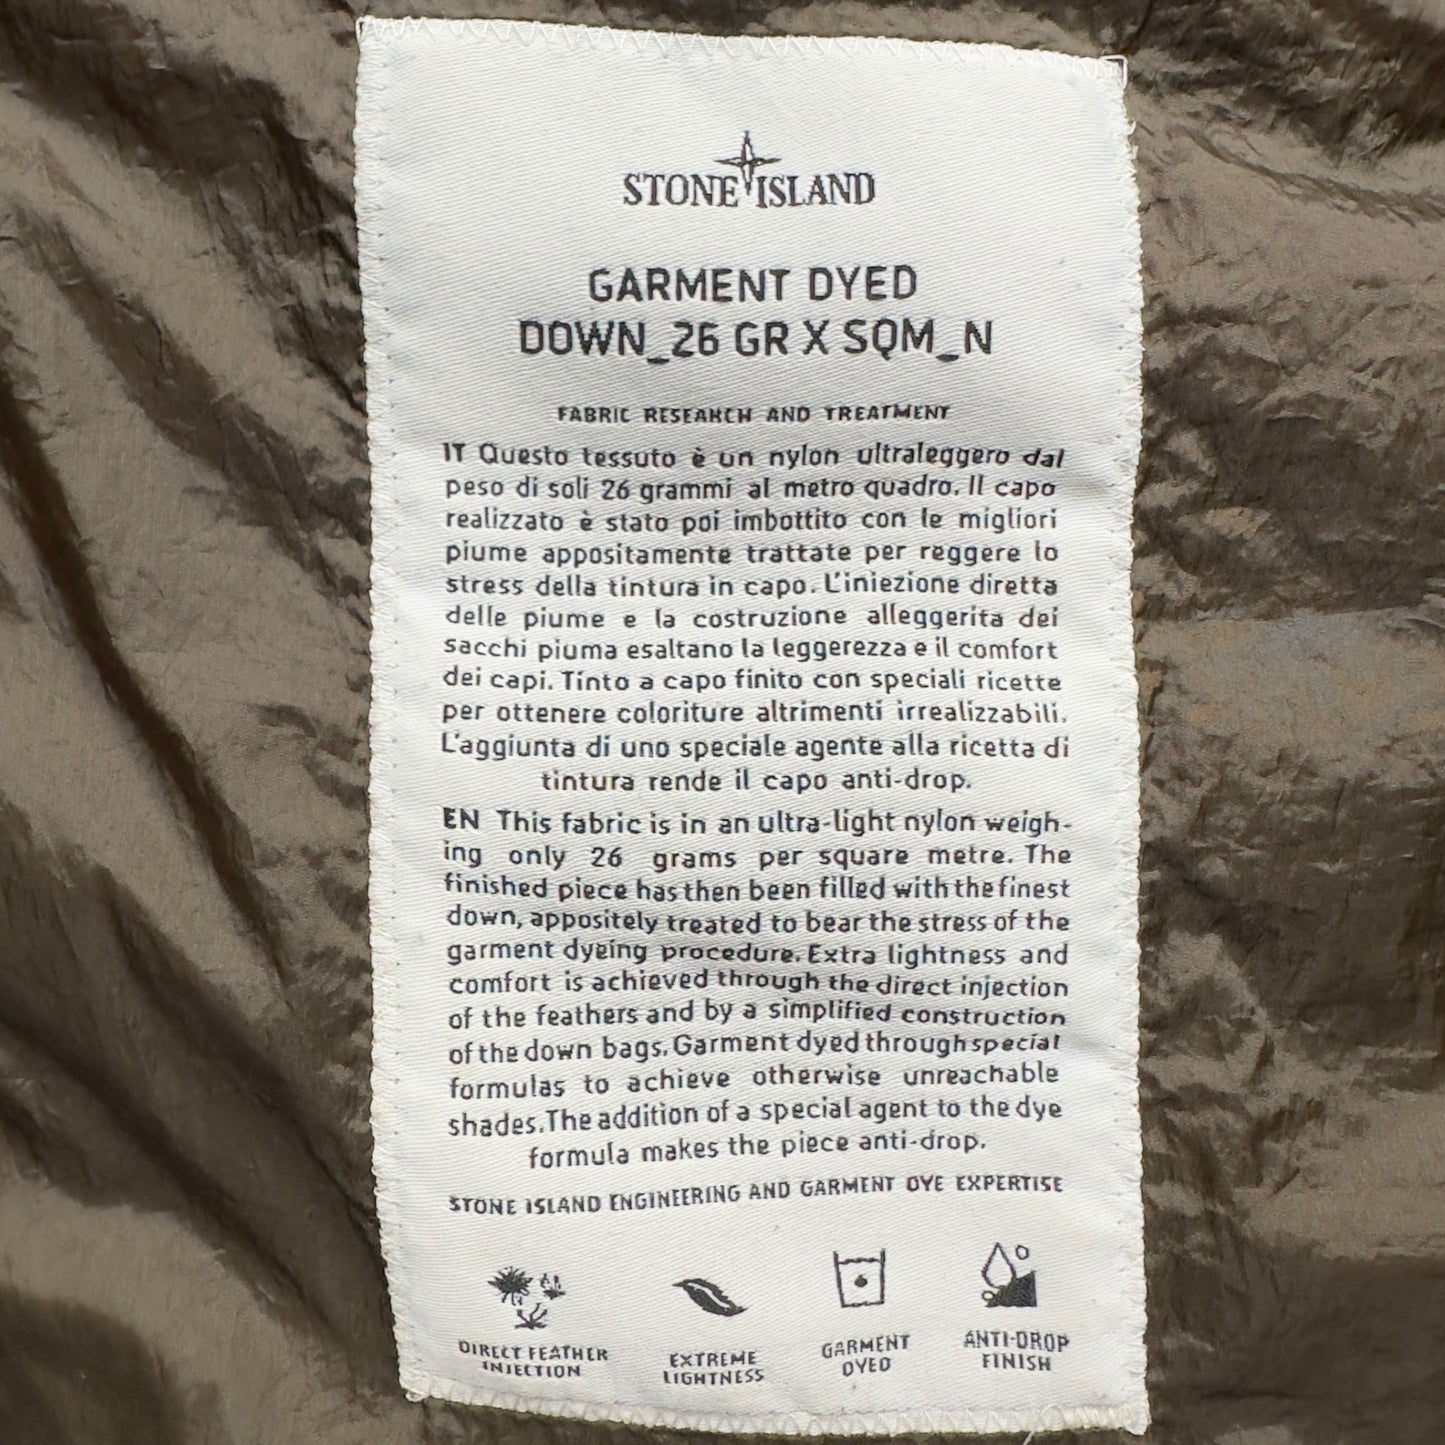 STONE ISLAND
GARMENT DYED
DOWN_26 GR X SQM_N
FABRIC RESEARCH AND TREATMENT
IT Questo tessuto è un nylon ultraleggero dal
peso di soli 26 grammi al metro quadro. Il capo
realizzato è stato poi imbottito con le migliori
piume appositamente trattate per reggere lo
stress della tintura in capo. L'iniezione diretta
delle piume e la costruzione alleggerita dei
sacchi piuma esaltano la leggerezza e il comfort
dei capi. Tinto a capo finito con speciali ricette
per ottenere coloriture altrimenti irrealizzabili.
L'aggiunta di uno speciale agente alla ricetta di
tintura rende il capo anti-drop.
EN This fabric is in an ultra-light nylon weigh-
ing only 26 grams per square metre. The
finished piece has then been filled with the finest
down, appositely treated to bear the stress of the
garment dyeing procedure. Extra lightness and
comfort is achieved through the direct injection
of the feathers and by a simplified construction
of the down bags. Garment dyed through special
formulas to achieve otherwise unreachable
shades. The addition of a special agent to the dye
formula makes the piece anti-drop.
STONE ISLAND ENGINEERING AND GARMENT DYE EXPERTISE
DIRECT FEATHER
INJECTION
EXTREME
LIGHTNESS
GARMENT
DYED
ANTI-DROP
FINISH